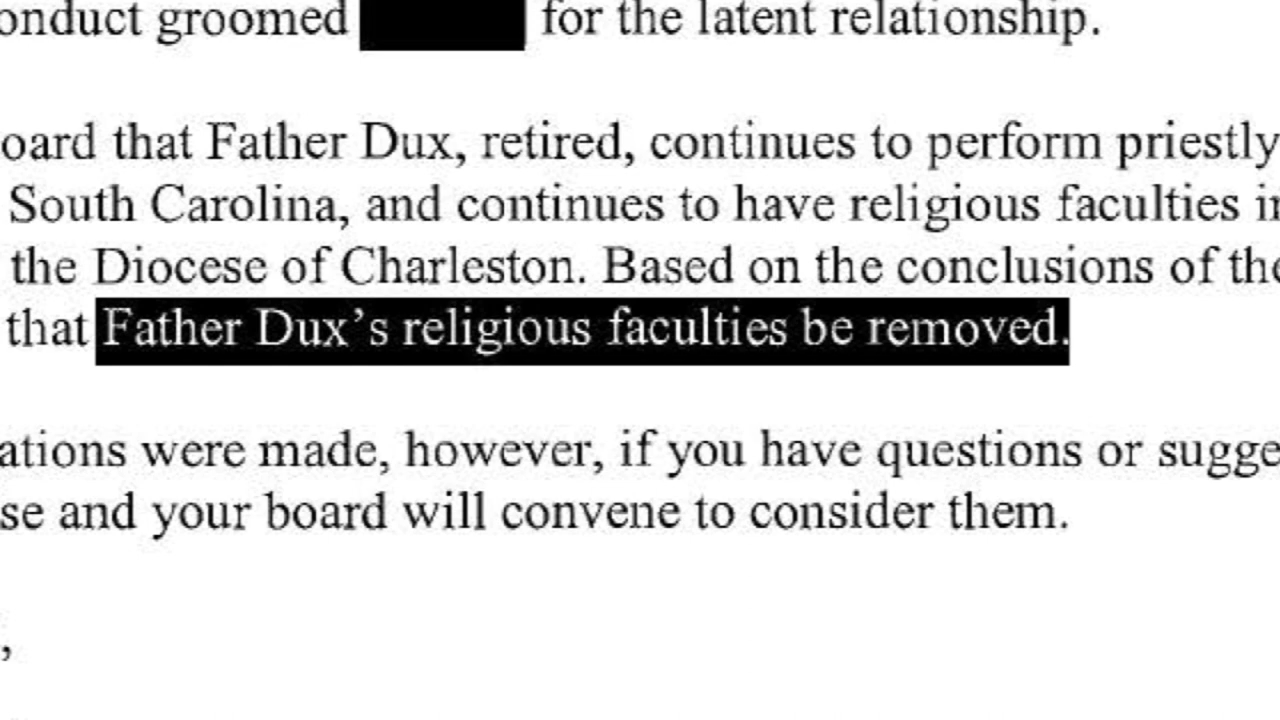 onduct groomed for the latent relationship.
oard that Father Dux, retired, continues to perform priestly
South Carolina, and continues to have religious faculties in
the Diocese of Charleston. Based on the conclusions of the
that Father Dux’s religious faculties be removed.
ations were made, however, if you have questions or sugge
se and your board will convene to consider them.
,